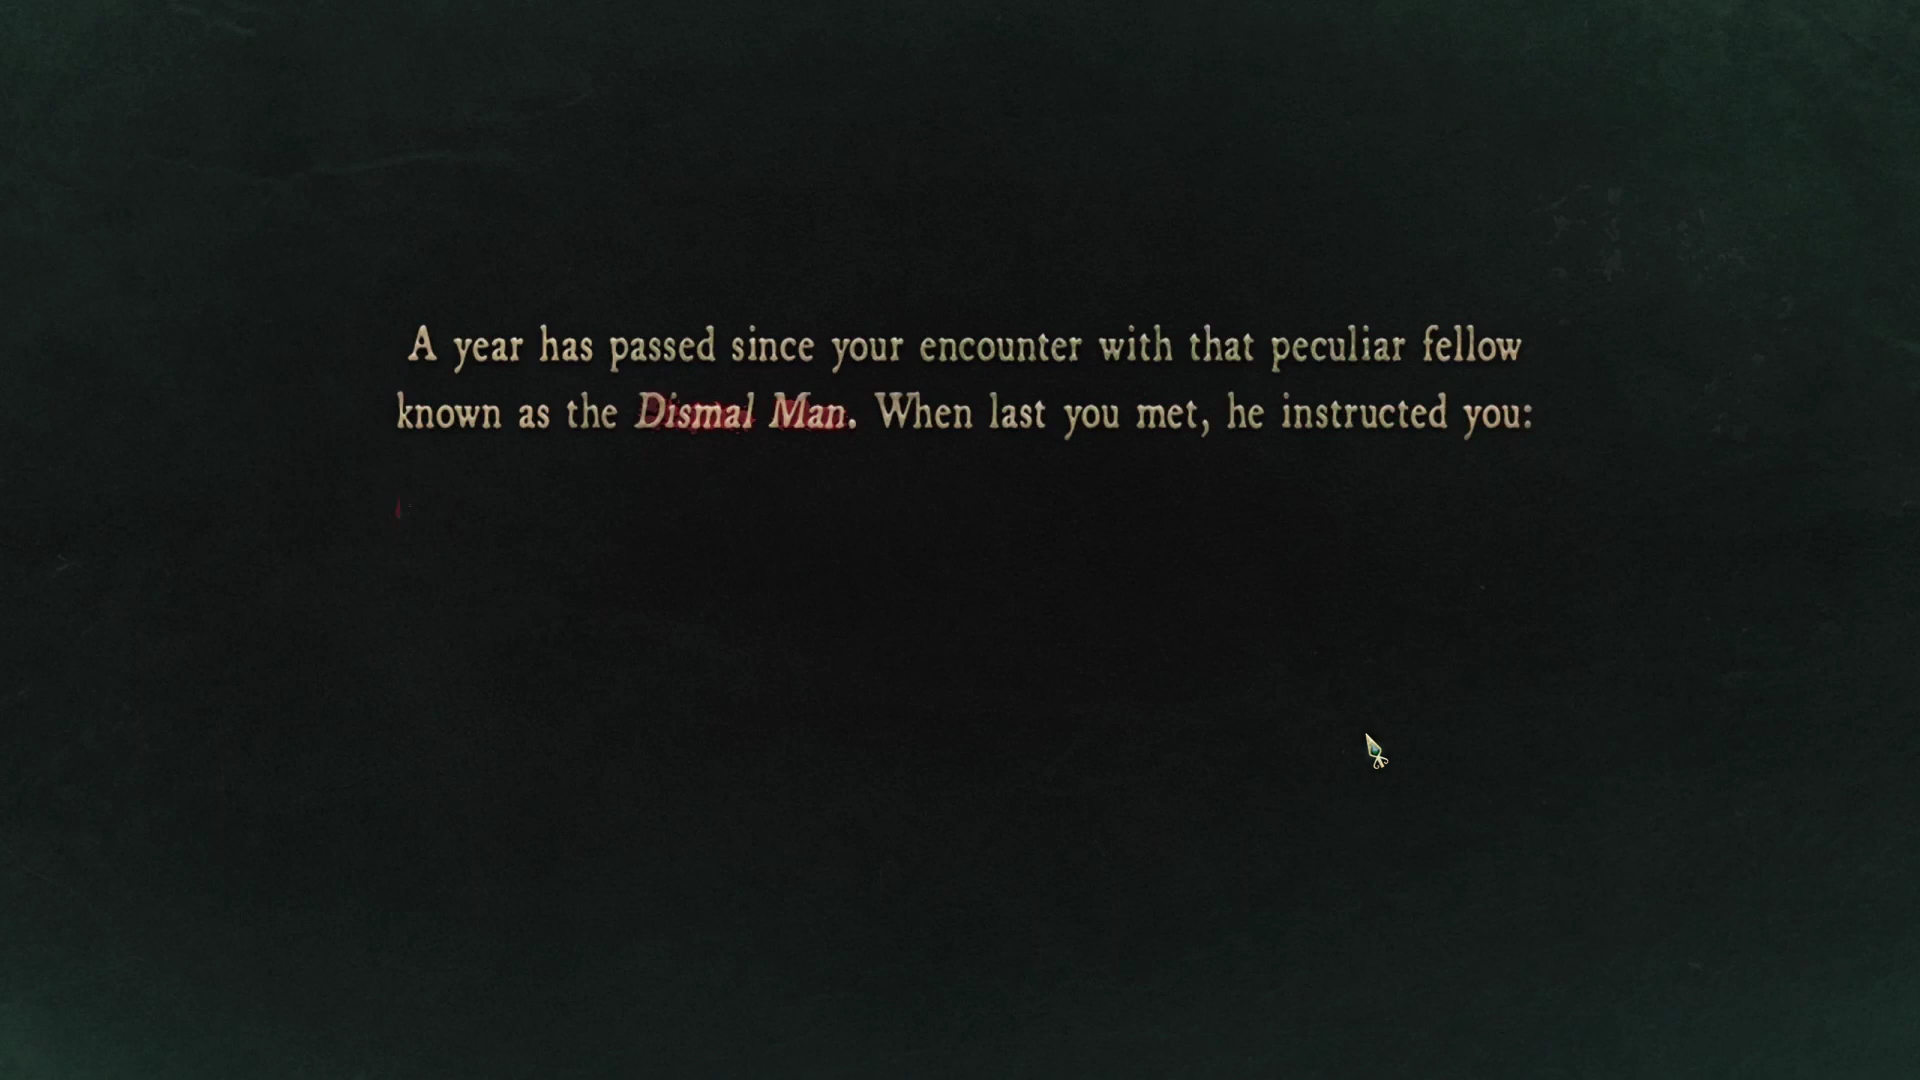 A year has passed since your encounter with that peculiar fellow
known as the Dismal Man. When last you met, he instructed you: